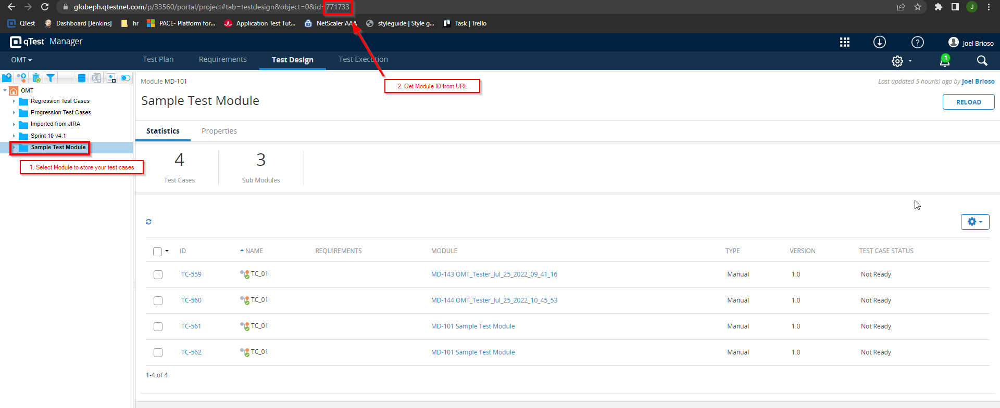 globeph.qtestnet.com/p/33560/portal/project#tab=testdesign&object=0&id=771733
J
QTest
Dashboard [Jenkins]
hr
PACE- Platform for...
Application Test Tut...
NetScaler AAA
styleguide | Style g...
Task | Trello
qTest Manager
Joel Brioso
OMT
Test Plan
Requirements
Test Design
Test Execution
1
Module MD-101
2. Get Module ID from URL
Last updated 5 hour(s) ago by Joel Brioso
OMT
Regression Test Cases
Progression Test Cases
Imported from JIRA
Sprint 10 v4.1
Sample Test Module
1. Select Module to store your test cases
Sample Test Module
RELOAD
Statistics
Properties
4
3
Test Cases
Sub Modules
ID NAME REQUIREMENTS MODULE TYPE VERSION TEST CASE STATUS
TC-559 TC_01 MD-143 OMT_Tester_Jul_25_2022_09_41_16 Manual 1.0 Not Ready
TC-560 TC_01 MD-144 OMT_Tester_Jul_25_2022_10_45_53 Manual 1.0 Not Ready
TC-561 TC_01 MD-101 Sample Test Module Manual 1.0 Not Ready
TC-562 TC_01 MD-101 Sample Test Module Manual 1.0 Not Ready
1-4 of 4